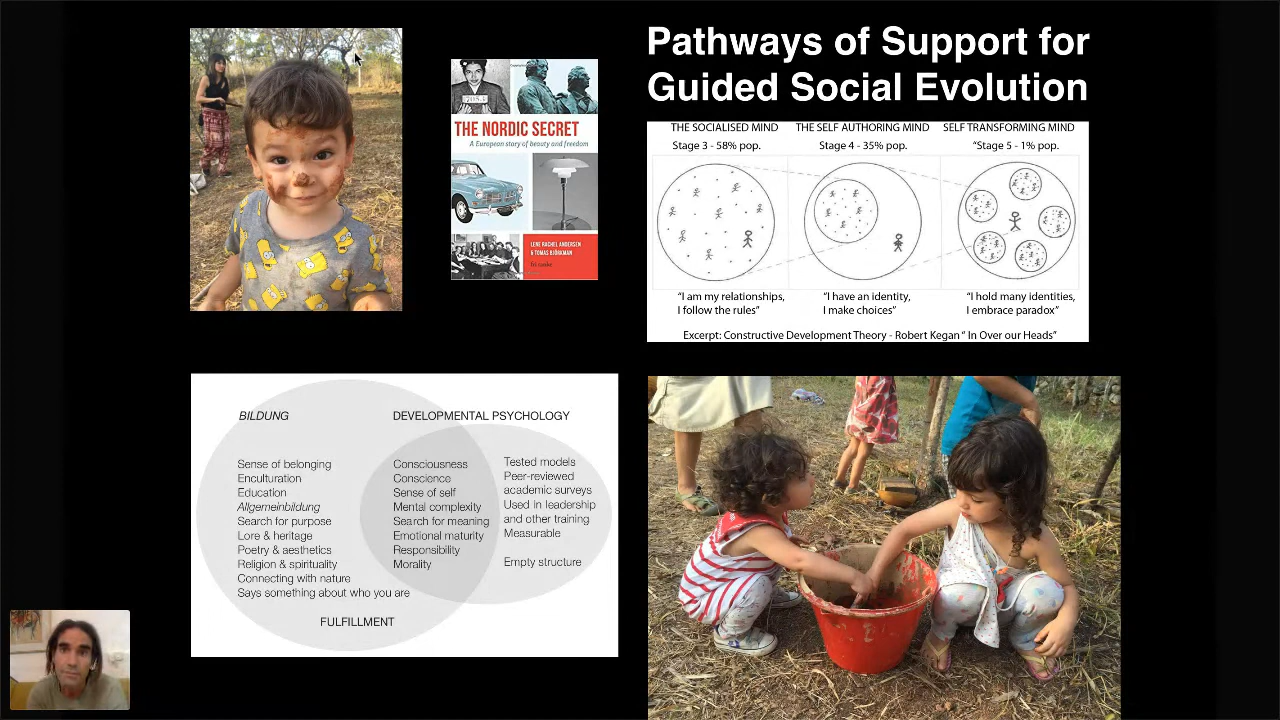 Pathways of Support for
Guided Social Evolution
7053
THE NORDIC SECRET
A European story of beauty and freedom
LENE RACHEL ANDERSEN
& TOMAS BJÖRKMAN
THE SOCIALISED MIND
Stage 3 - 58% pop.
THE SELF AUTHORING MIND
Stage 4 - 35% pop.
SELF TRANSFORMING MIND
"Stage 5 - 1% pop.
"I am my relationships,
I follow the rules"
"I have an identity,
I make choices"
"I hold many identities,
I embrace paradox"
Excerpt: Constructive Development Theory - Robert Kegan " In Over our Heads"
BILDUNG
Sense of belonging
Enculturation
Education
Allgemeinbildung
Search for purpose
Lore & heritage
Poetry & aesthetics
Religion & spirituality
Connecting with nature
Says something about who you are
FULFILLMENT
DEVELOPMENTAL PSYCHOLOGY
Consciousness
Conscience
Sense of self
Mental complexity
Search for meaning
Emotional maturity
Responsibility
Morality
Tested models
Peer-reviewed
academic surveys
Used in leadership
and other training
Measurable
Empty structure